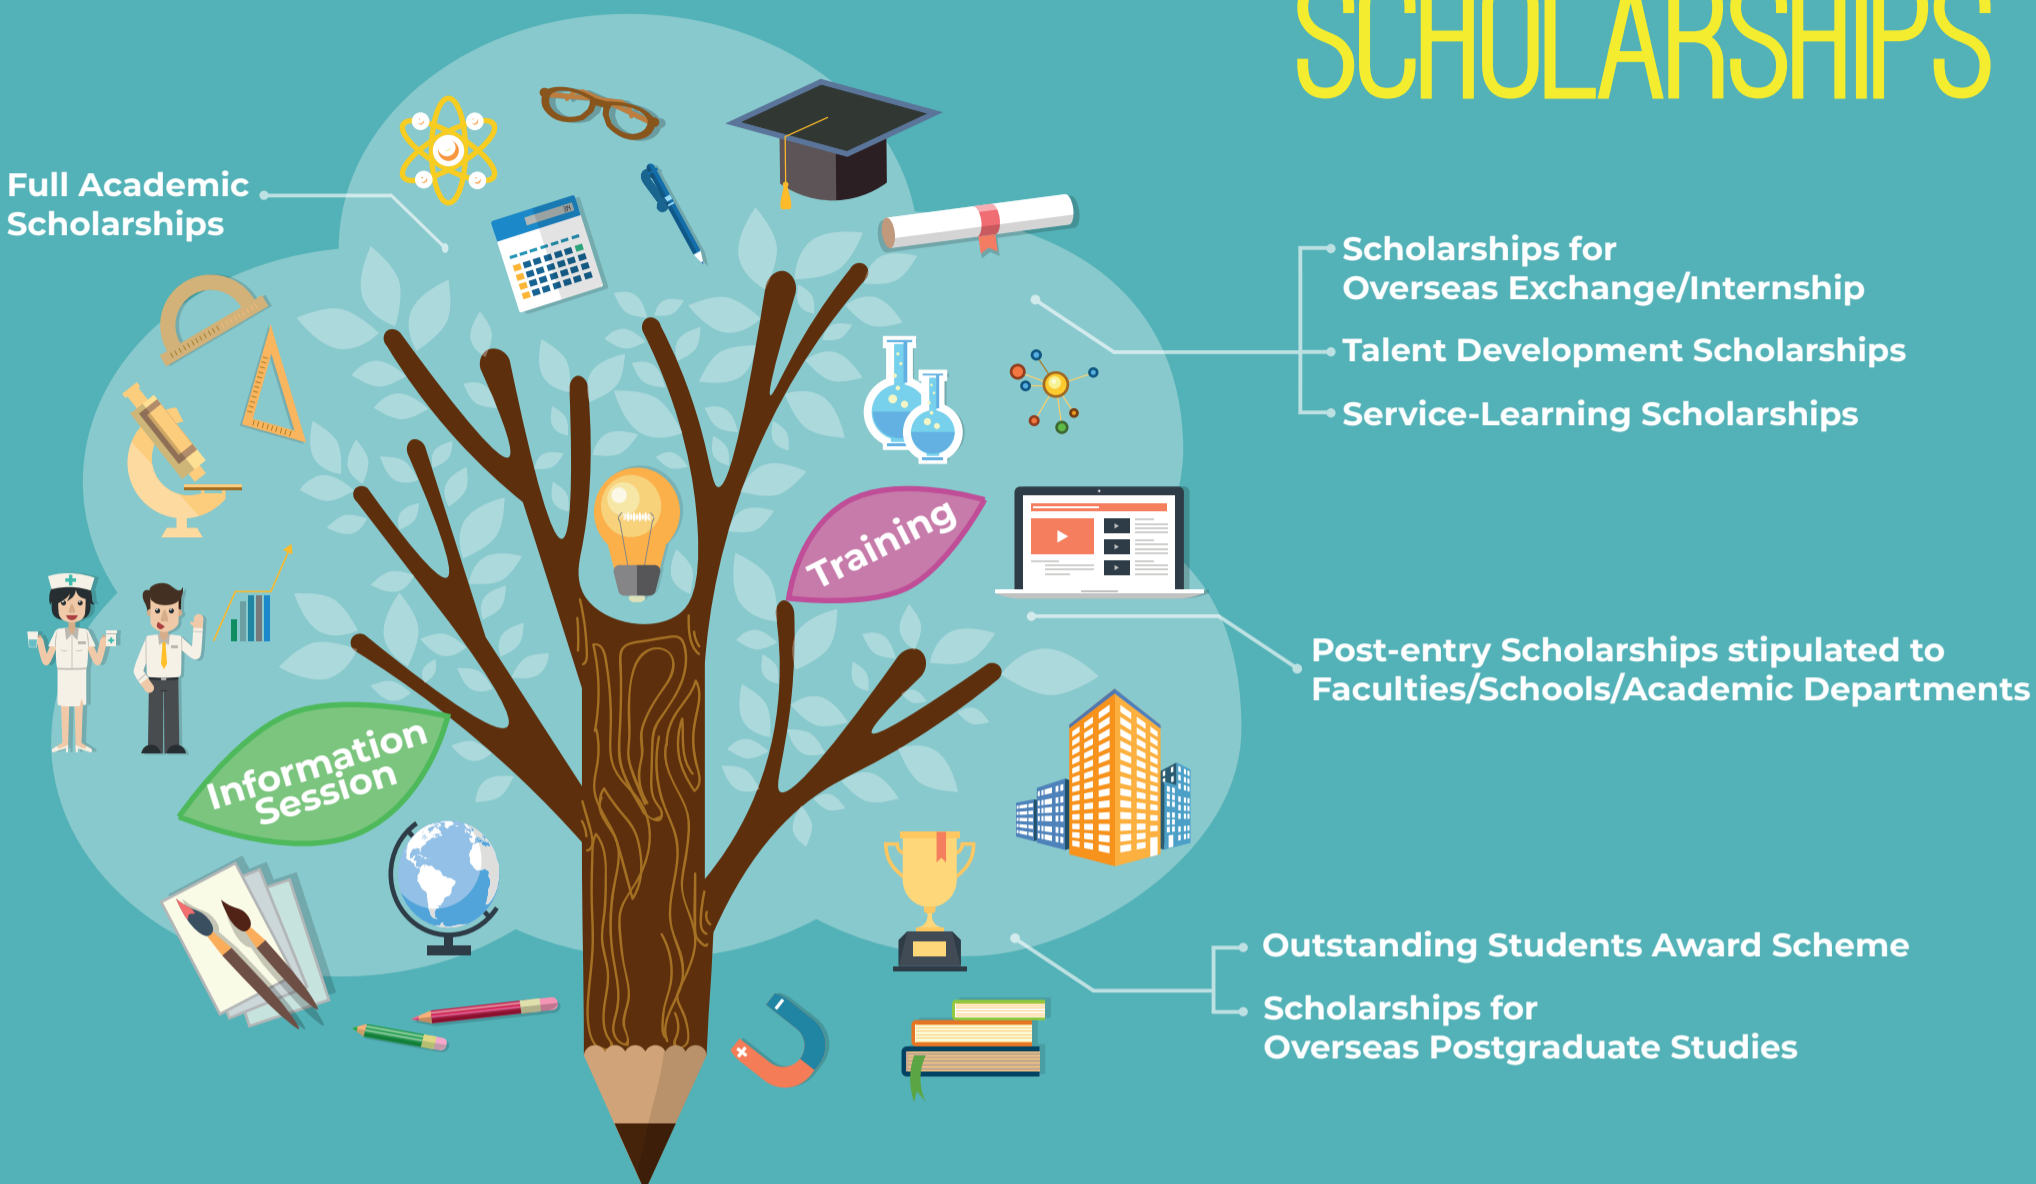 SCHOLARSHIPS
Full Academic
Scholarships
Scholarships for
Overseas Exchange/Internship
Talent Development Scholarships
Service-Learning Scholarships
Training
Post-entry Scholarships stipulated to
Faculties/Schools/Academic Departments
Information
Session
Outstanding Students Award Scheme
Scholarships for
Overseas Postgraduate Studies